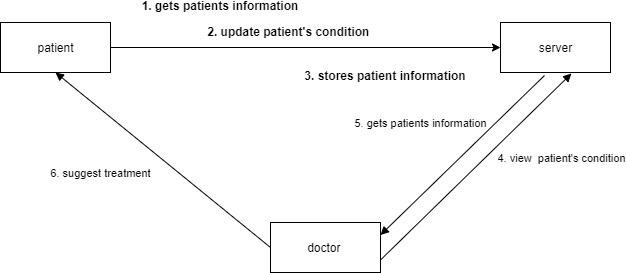 1. gets patients information
2. update patient's condition
patient
server
3. stores patient information
5. gets patients information
4. view patient's condition
6. suggest treatment
doctor